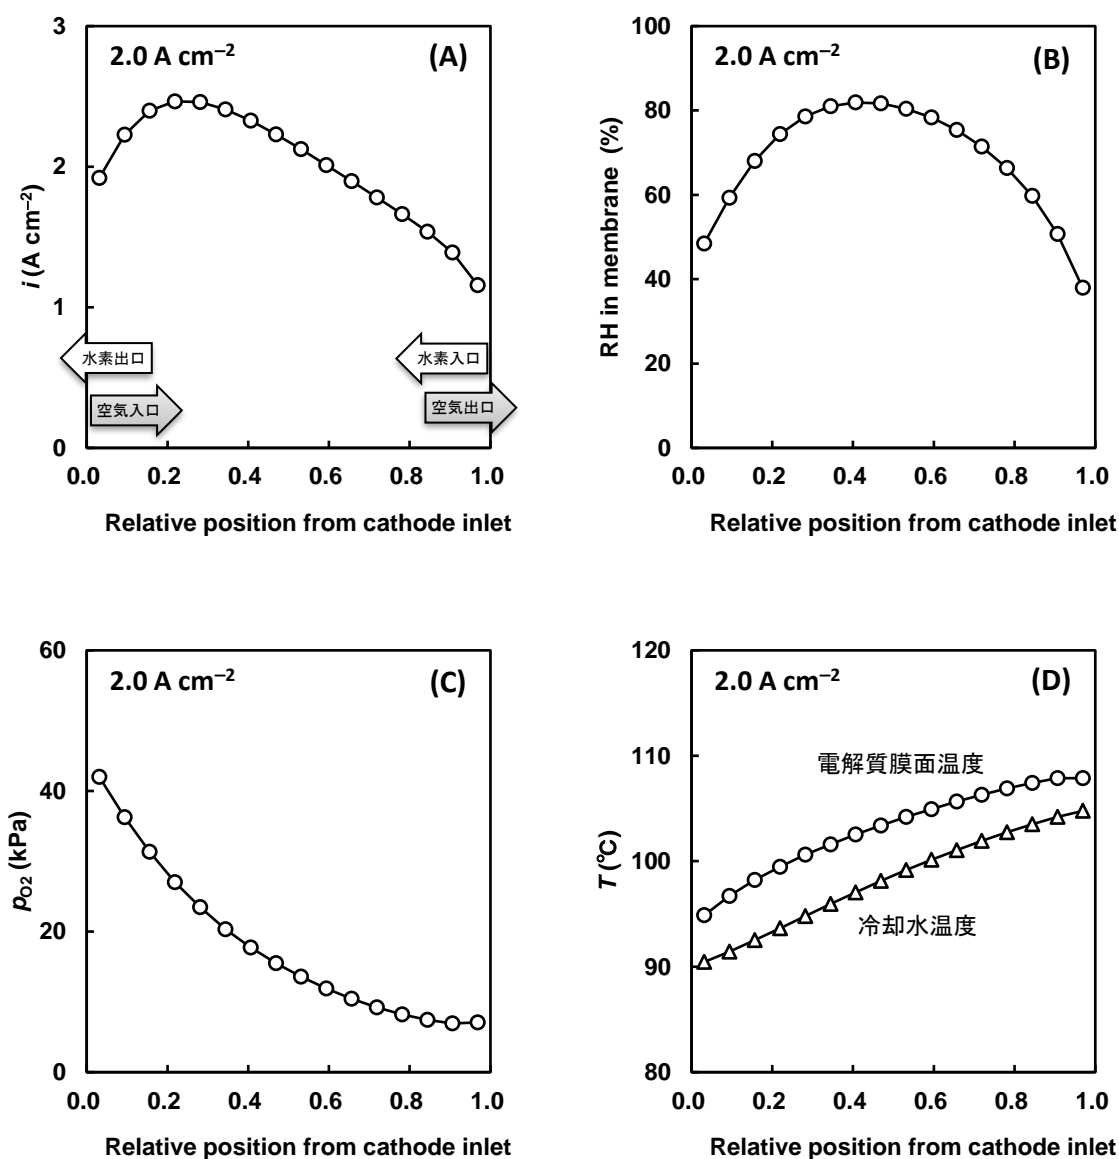 2.0 A cm⁻²
(A)
3
2
1
0
i (A cm⁻²)
水素出口
水素入口
空気入口
空気出口
0.0 0.2 0.4 0.6 0.8 1.0
Relative position from cathode inlet
2.0 A cm⁻²
(B)
100
80
60
40
20
0
RH in membrane (%)
0.0 0.2 0.4 0.6 0.8 1.0
Relative position from cathode inlet
2.0 A cm⁻²
(C)
60
40
20
0
pO2 (kPa)
0.0 0.2 0.4 0.6 0.8 1.0
Relative position from cathode inlet
2.0 A cm⁻²
(D)
120
110
100
90
80
T (°C)
電解質膜面温度
冷却水温度
0.0 0.2 0.4 0.6 0.8 1.0
Relative position from cathode inlet